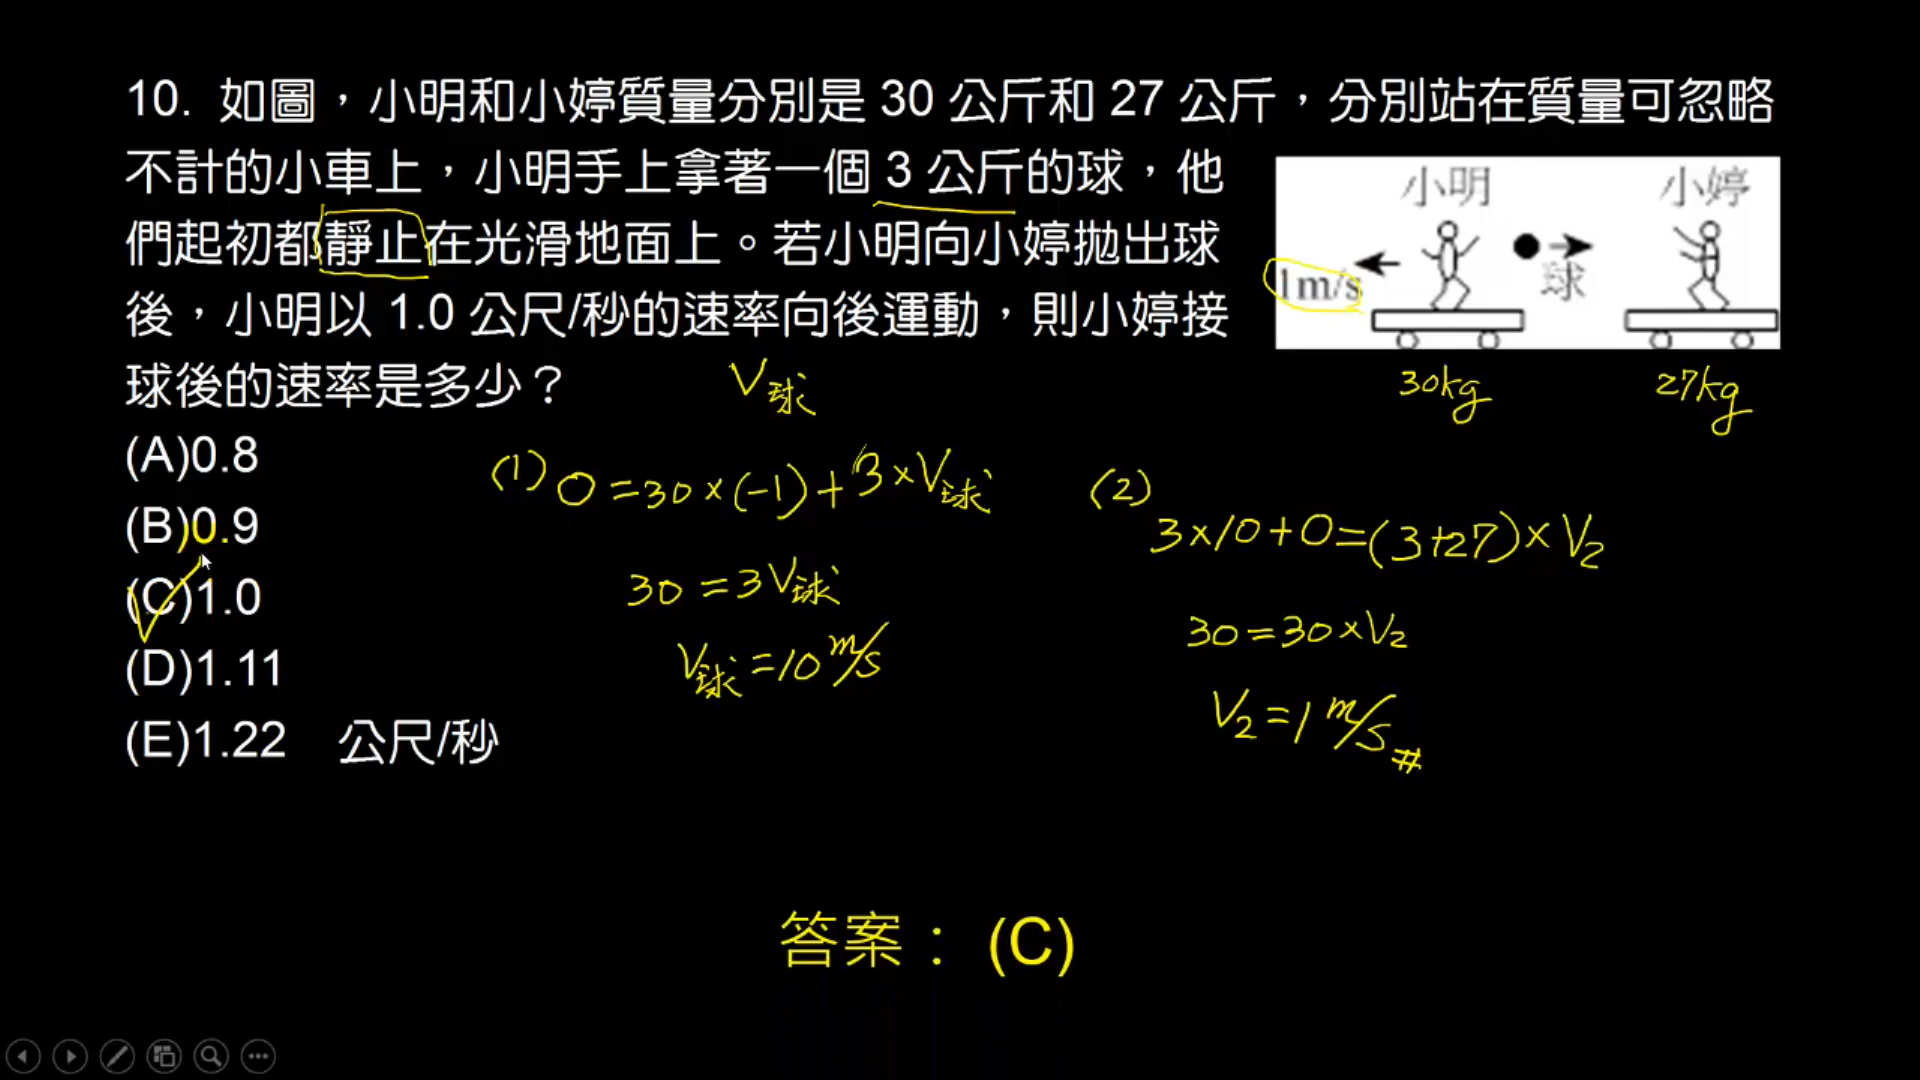 10. 如圖，小明和小婷質量分別是 30 公斤和 27 公斤，分別站在質量可忽略
不計的小車上，小明手上拿著一個 3 公斤的球，他
們起初都靜止在光滑地面上。若小明向小婷拋出球
後，小明以 1.0 公尺/秒的速率向後運動，則小婷接
球後的速率是多少？
小明
小婷
1m/s
球
30kg
27kg
V球
(A)0.8
(B)0.9
(C)1.0
(D)1.11
(E)1.22 公尺/秒
(1) 0=30×(-1)+3×V球
30=3V球
V球=10 m/s
(2)
3×10+0=(3+27)×V2
30=30×V2
V2=1 m/s #
答案： (C)